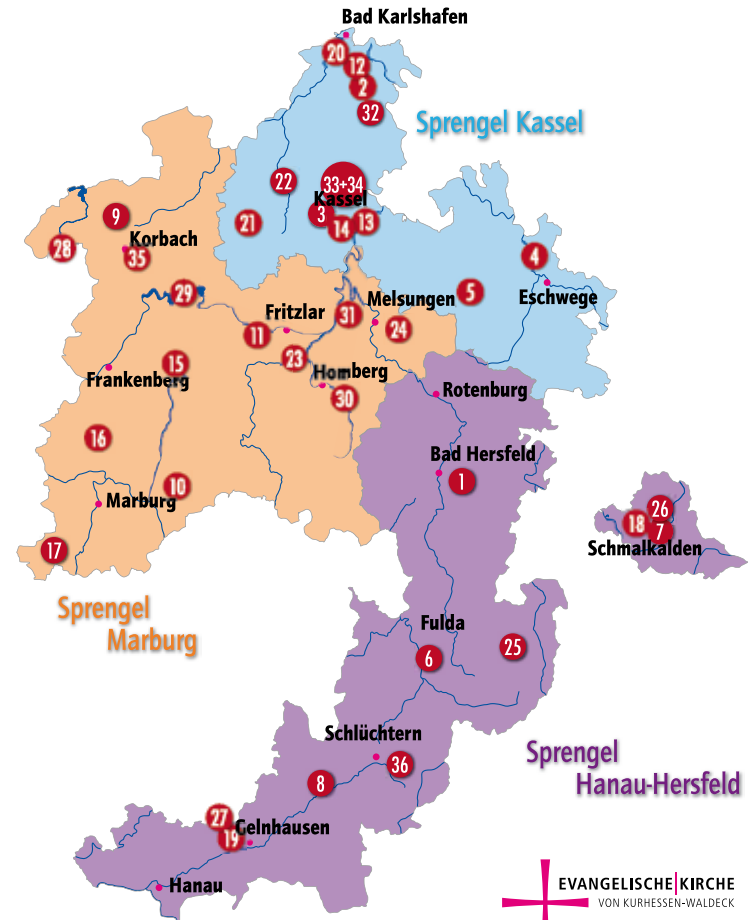 Bad Karlshafen
20
12
2
32
Sprengel Kassel
22
33+34
Kassel
3
21
14
13
9
Korbach
28
35
4
5
Eschwege
29
Melsungen
Fritzlar
31
24
11
23
15
Frankenberg
Homberg
30
Rotenburg
16
Bad Hersfeld
1
10
Marburg
26
18
7
Schmalkalden
17
Sprengel
Marburg
Fulda
6
25
Schlüchtern
36
8
Sprengel
Hanau-Hersfeld
27
19
Gelnhausen
Hanau
EVANGELISCHE KIRCHE
VON KURHESSEN-WALDECK